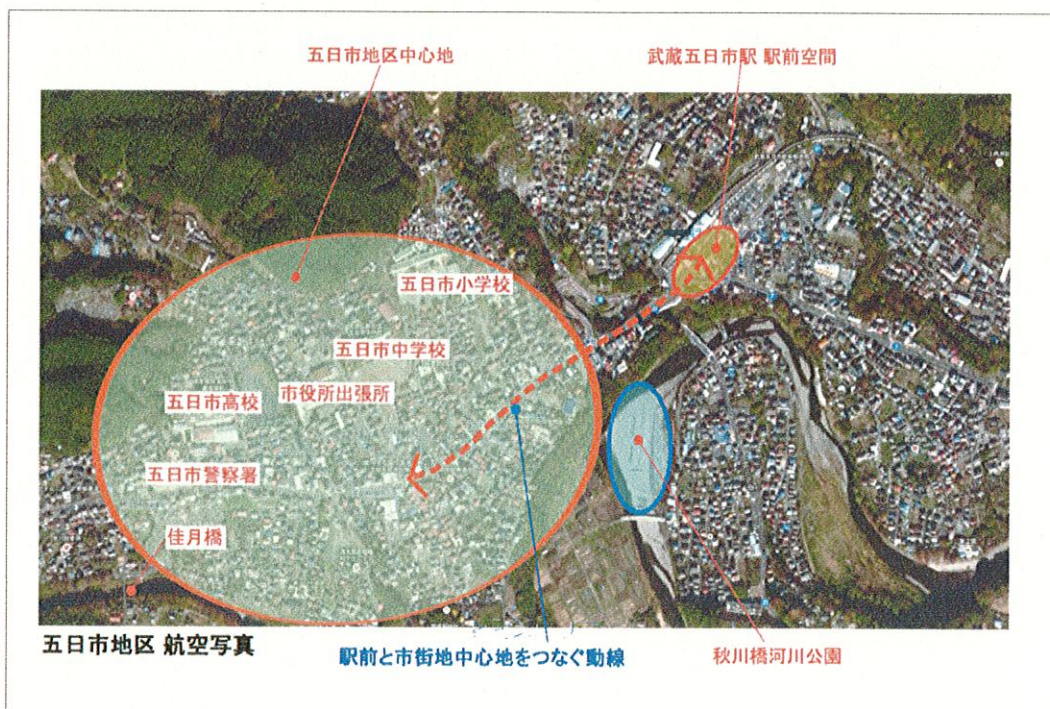 五日市地区中心地
武蔵五日市駅 駅前空間
五日市小学校
五日市中学校
市役所出張所
五日市高校
五日市警察署
佳月橋
五日市地区 航空写真
駅前と市街地中心地をつなぐ動線
秋川橋河川公園